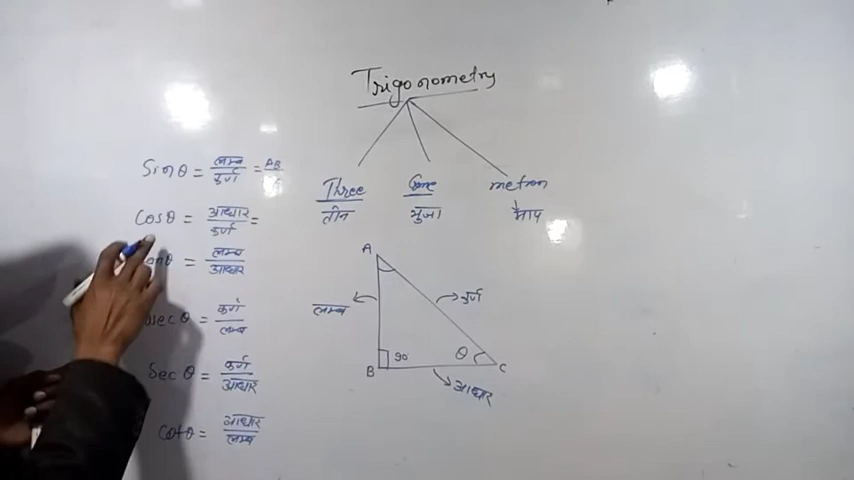 Trigonometry
Three
तीन
metron
माप
भुजा
Sinθ = लम्ब / कर्ण = AB
cosθ = आधार / कर्ण =
θ = लम्ब / आधार
secθ = कर्ण / लम्ब
Secθ = कर्ण / आधार
cotθ = आधार / लम्ब
A
लम्ब
कर्ण
B
90
θ
C
आधार